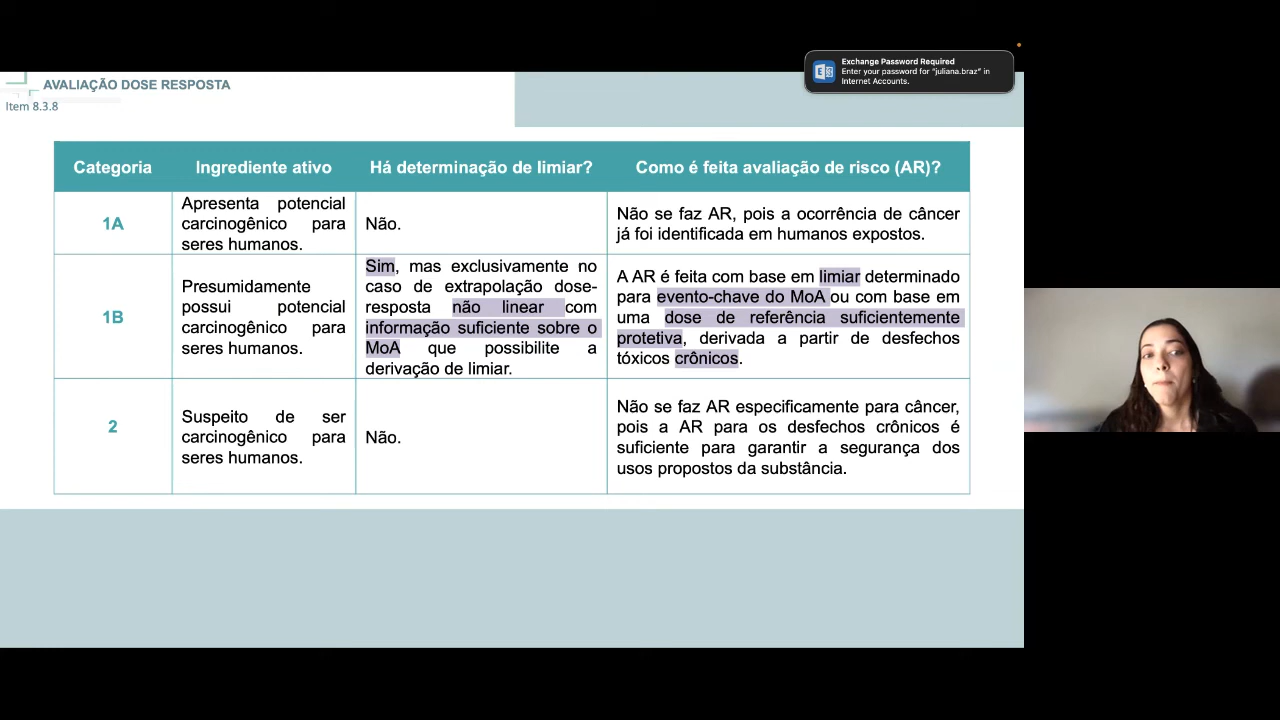 AVALIAÇÃO DOSE RESPOSTA
Item 8.3.8
Exchange Password Required
Enter your password for "juliana.braz" in
Internet Accounts.
Categoria
Ingrediente ativo
Há determinação de limiar?
Como é feita avaliação de risco (AR)?
1A
Apresenta potencial
carcinogênico para
seres humanos.
Não.
Não se faz AR, pois a ocorrência de câncer
já foi identificada em humanos expostos.
1B
Presumidamente
possui potencial
carcinogênico para
seres humanos.
Sim, mas exclusivamente no
caso de extrapolação dose-
resposta não linear com
informação suficiente sobre o
MoA que possibilite a
derivação de limiar.
A AR é feita com base em limiar determinado
para evento-chave do MoA ou com base em
uma dose de referência suficientemente
protetiva, derivada a partir de desfechos
tóxicos crônicos.
2
Suspeito de ser
carcinogênico para
seres humanos.
Não.
Não se faz AR especificamente para câncer,
pois a AR para os desfechos crônicos é
suficiente para garantir a segurança dos
usos propostos da substância.